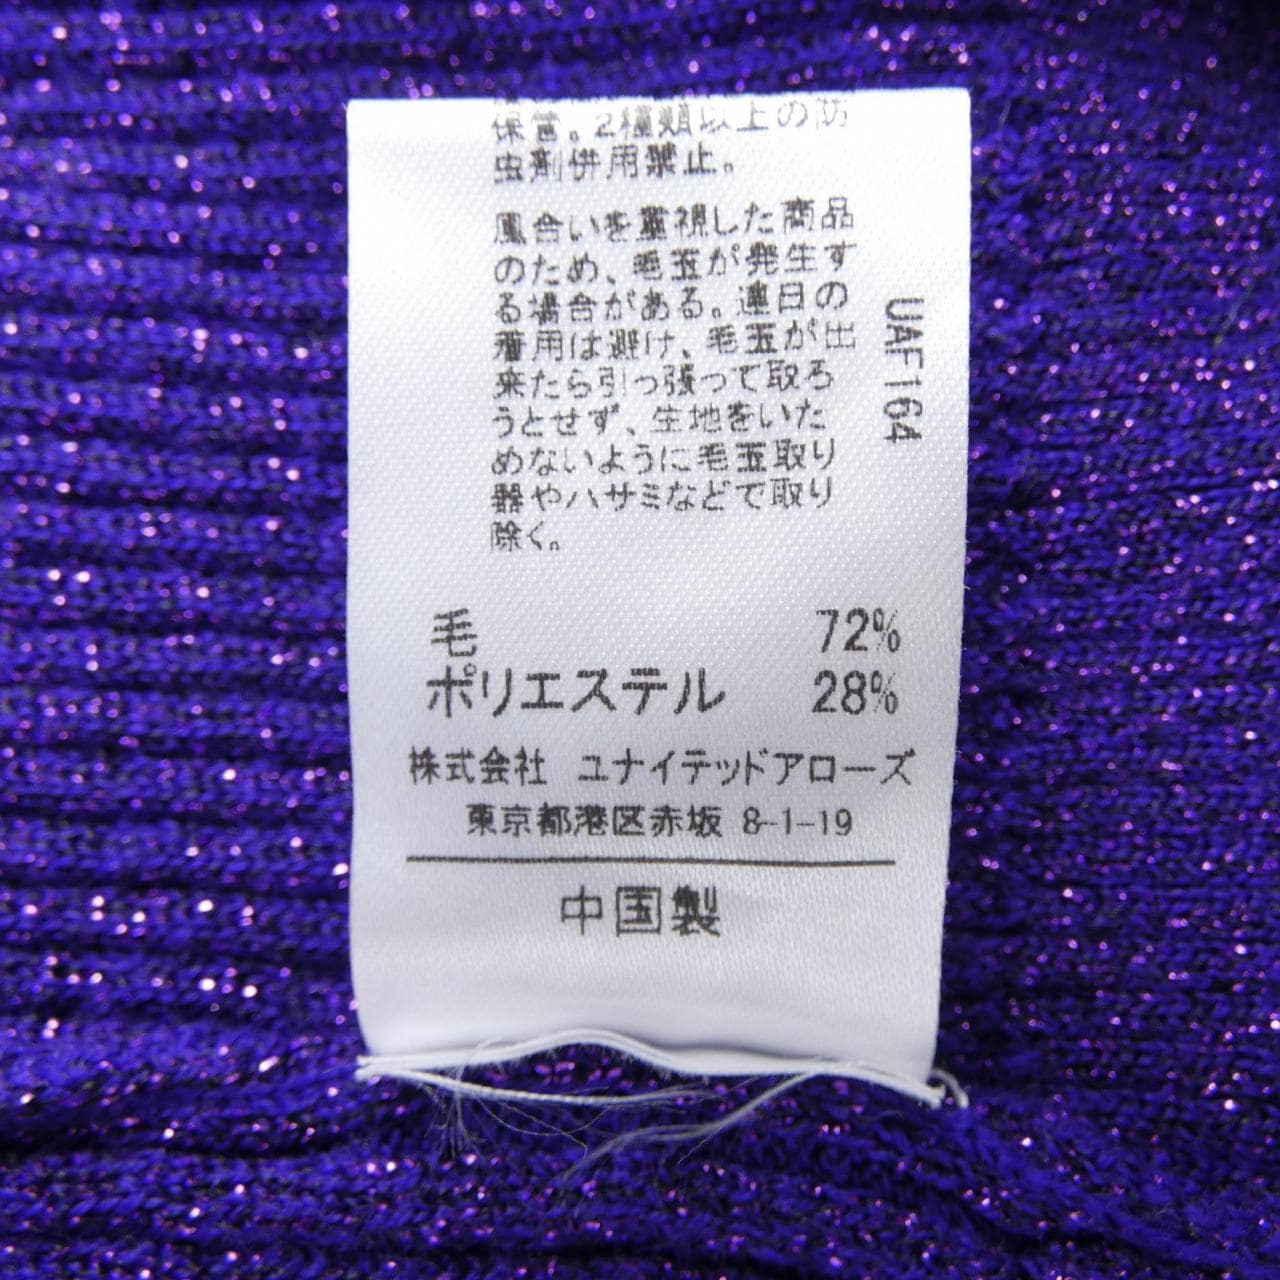 保管。2種類以上の防
虫剤併用禁止。
風合いを重視した商品
のため、毛玉が発生す
る場合がある。連日の
着用は避け、毛玉が出
来たら引っ張って取ろ
うとせず、生地をいた
めないように毛玉取り
器やハサミなどで取り
除く。
UAF164
毛 72%
ポリエステル 28%
株式会社 ユナイテッドアローズ
東京都港区赤坂 8-1-19
中国製